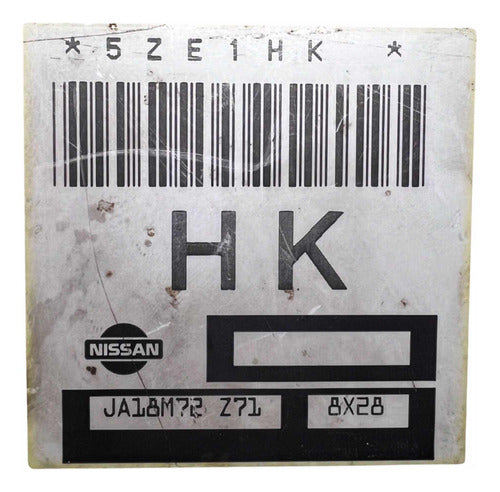 *5ZE1HK *
HK
NISSAN
JA18M72 Z71 8X28